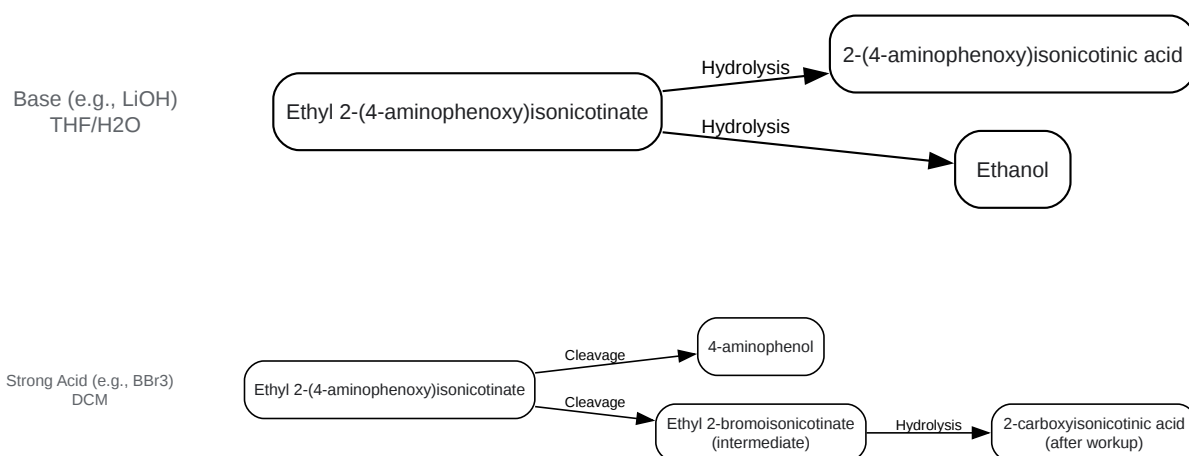 Base (e.g., LiOH)
THF/H2O
Ethyl 2-(4-aminophenoxy)isonicotinate
Hydrolysis
Hydrolysis
2-(4-aminophenoxy)isonicotinic acid
Ethanol
Strong Acid (e.g., BBr3)
DCM
Ethyl 2-(4-aminophenoxy)isonicotinate
Cleavage
Cleavage
4-aminophenol
Ethyl 2-bromoisonicotinate
(intermediate)
Hydrolysis
2-carboxyisonicotinic acid
(after workup)